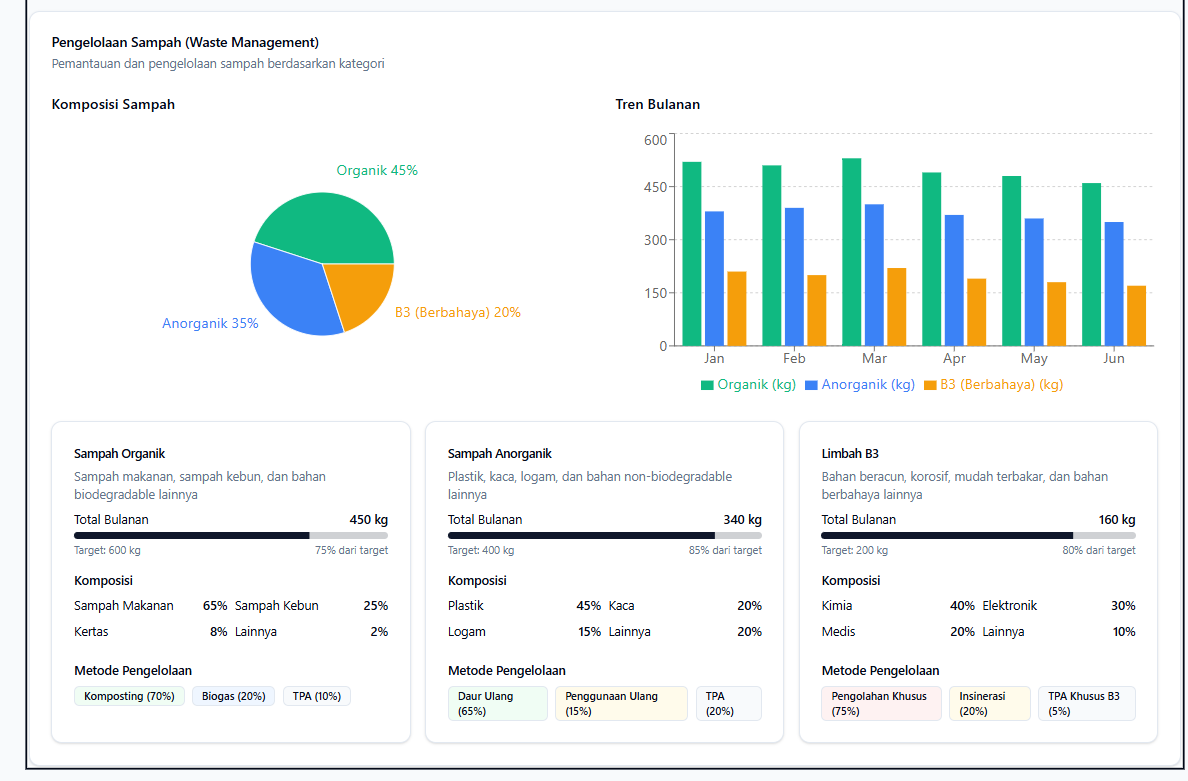 Pengelolaan Sampah (Waste Management)
Pemantauan dan pengelolaan sampah berdasarkan kategori
Komposisi Sampah
Organik 45%
Anorganik 35%
B3 (Berbahaya) 20%
Tren Bulanan
600
450
300
150
0
Jan Feb Mar Apr May Jun
Organik (kg) Anorganik (kg) B3 (Berbahaya) (kg)
Sampah Organik
Sampah makanan, sampah kebun, dan bahan
biodegradable lainnya
Total Bulanan 450 kg
Target: 600 kg 75% dari target
Komposisi
Sampah Makanan 65% Sampah Kebun 25%
Kertas 8% Lainnya 2%
Metode Pengelolaan
Komposting (70%) Biogas (20%) TPA (10%)
Sampah Anorganik
Plastik, kaca, logam, dan bahan non-biodegradable
lainnya
Total Bulanan 340 kg
Target: 400 kg 85% dari target
Komposisi
Plastik 45% Kaca 20%
Logam 15% Lainnya 20%
Metode Pengelolaan
Daur Ulang
(65%)
Penggunaan Ulang
(15%)
TPA
(20%)
Limbah B3
Bahan beracun, korosif, mudah terbakar, dan bahan
berbahaya lainnya
Total Bulanan 160 kg
Target: 200 kg 80% dari target
Komposisi
Kimia 40% Elektronik 30%
Medis 20% Lainnya 10%
Metode Pengelolaan
Pengolahan Khusus
(75%)
Insinerasi
(20%)
TPA Khusus B3
(5%)